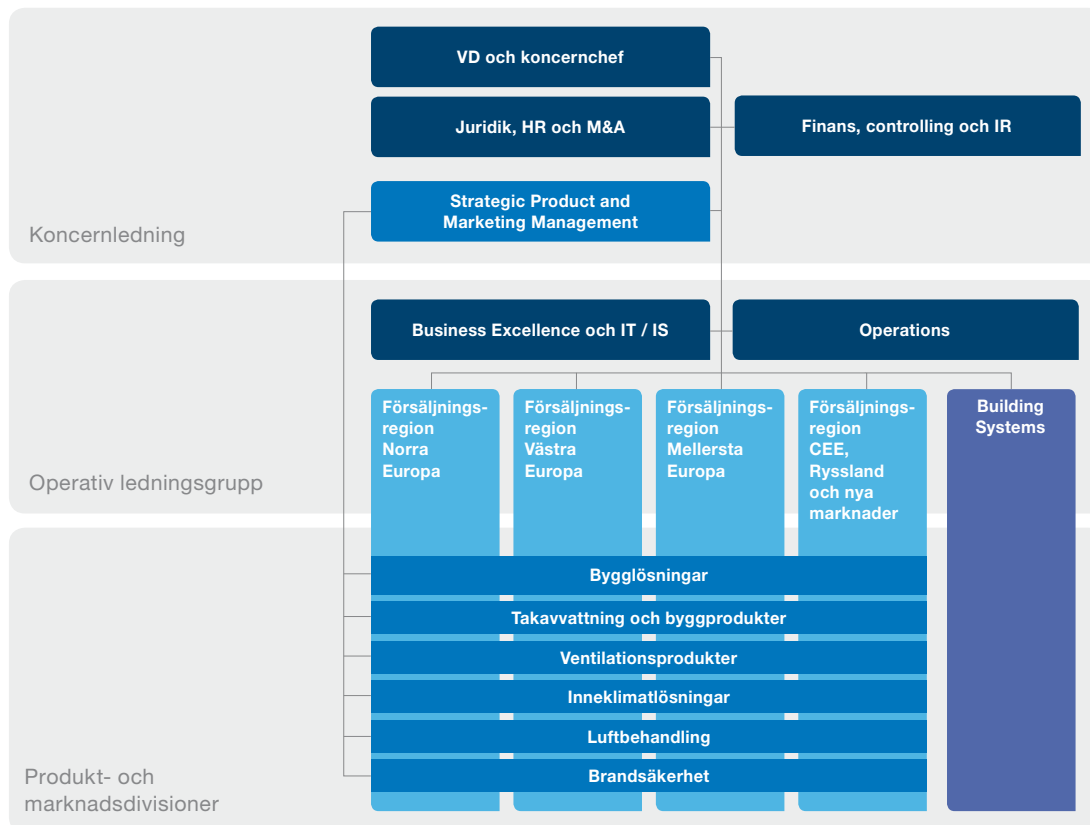 VD och koncernchef
Juridik, HR och M&A
Finans, controlling och IR
Strategic Product and
Marketing Management
Koncernledning
Business Excellence och IT / IS
Operations
Försäljnings-
region
Norra
Europa
Försäljnings-
region
Västra
Europa
Försäljnings-
region
Mellersta
Europa
Försäljnings-
region
CEE,
Ryssland
och nya
marknader
Building
Systems
Operativ ledningsgrupp
Bygglösningar
Takavvattning och byggprodukter
Ventilationsprodukter
Inneklimatlösningar
Luftbehandling
Brandsäkerhet
Produkt- och
marknadsdivisioner